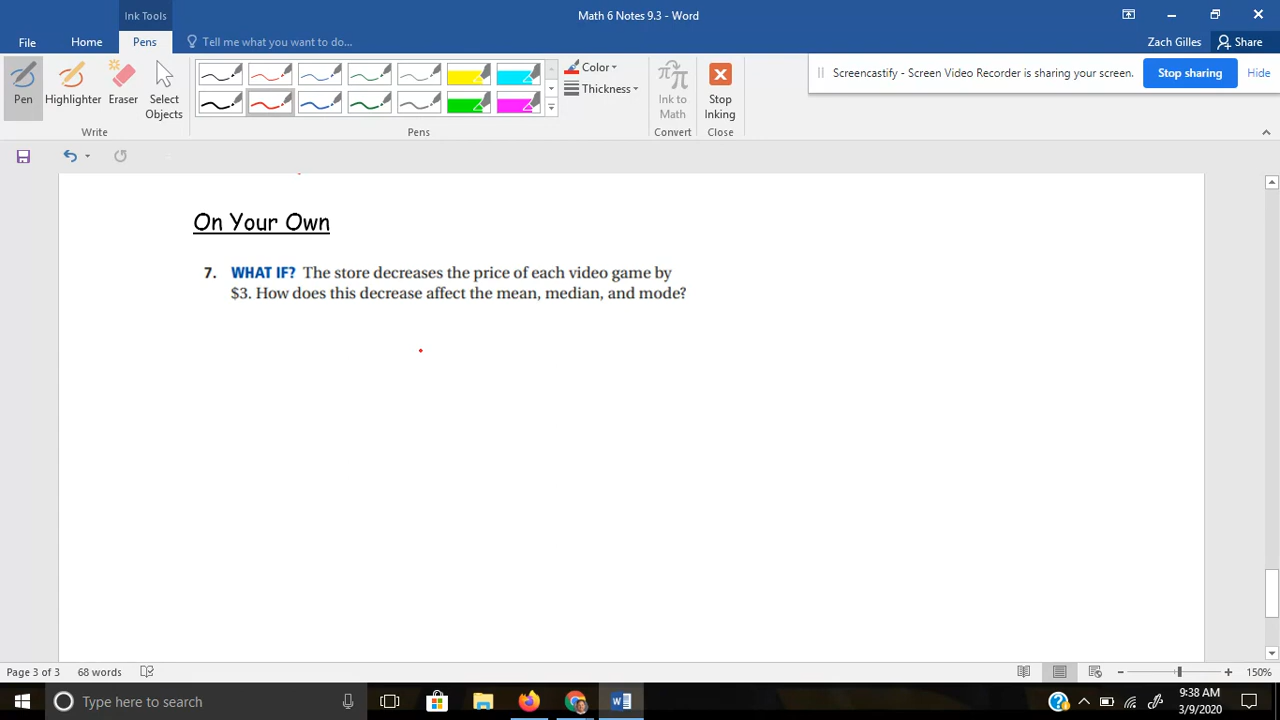 Ink Tools
Math 6 Notes 9.3 - Word
File
Home
Pens
Tell me what you want to do...
Zach Gilles
Share
Pen
Highlighter
Eraser
Select
Objects
Color
Thickness
Ink to
Math
Stop
Inking
Screencastify - Screen Video Recorder is sharing your screen.
Stop sharing
Hide
Write
Pens
Convert
Close
On Your Own
7. WHAT IF? The store decreases the price of each video game by
$3. How does this decrease affect the mean, median, and mode?
Page 3 of 3
68 words
150%
Type here to search
9:38 AM
3/9/2020